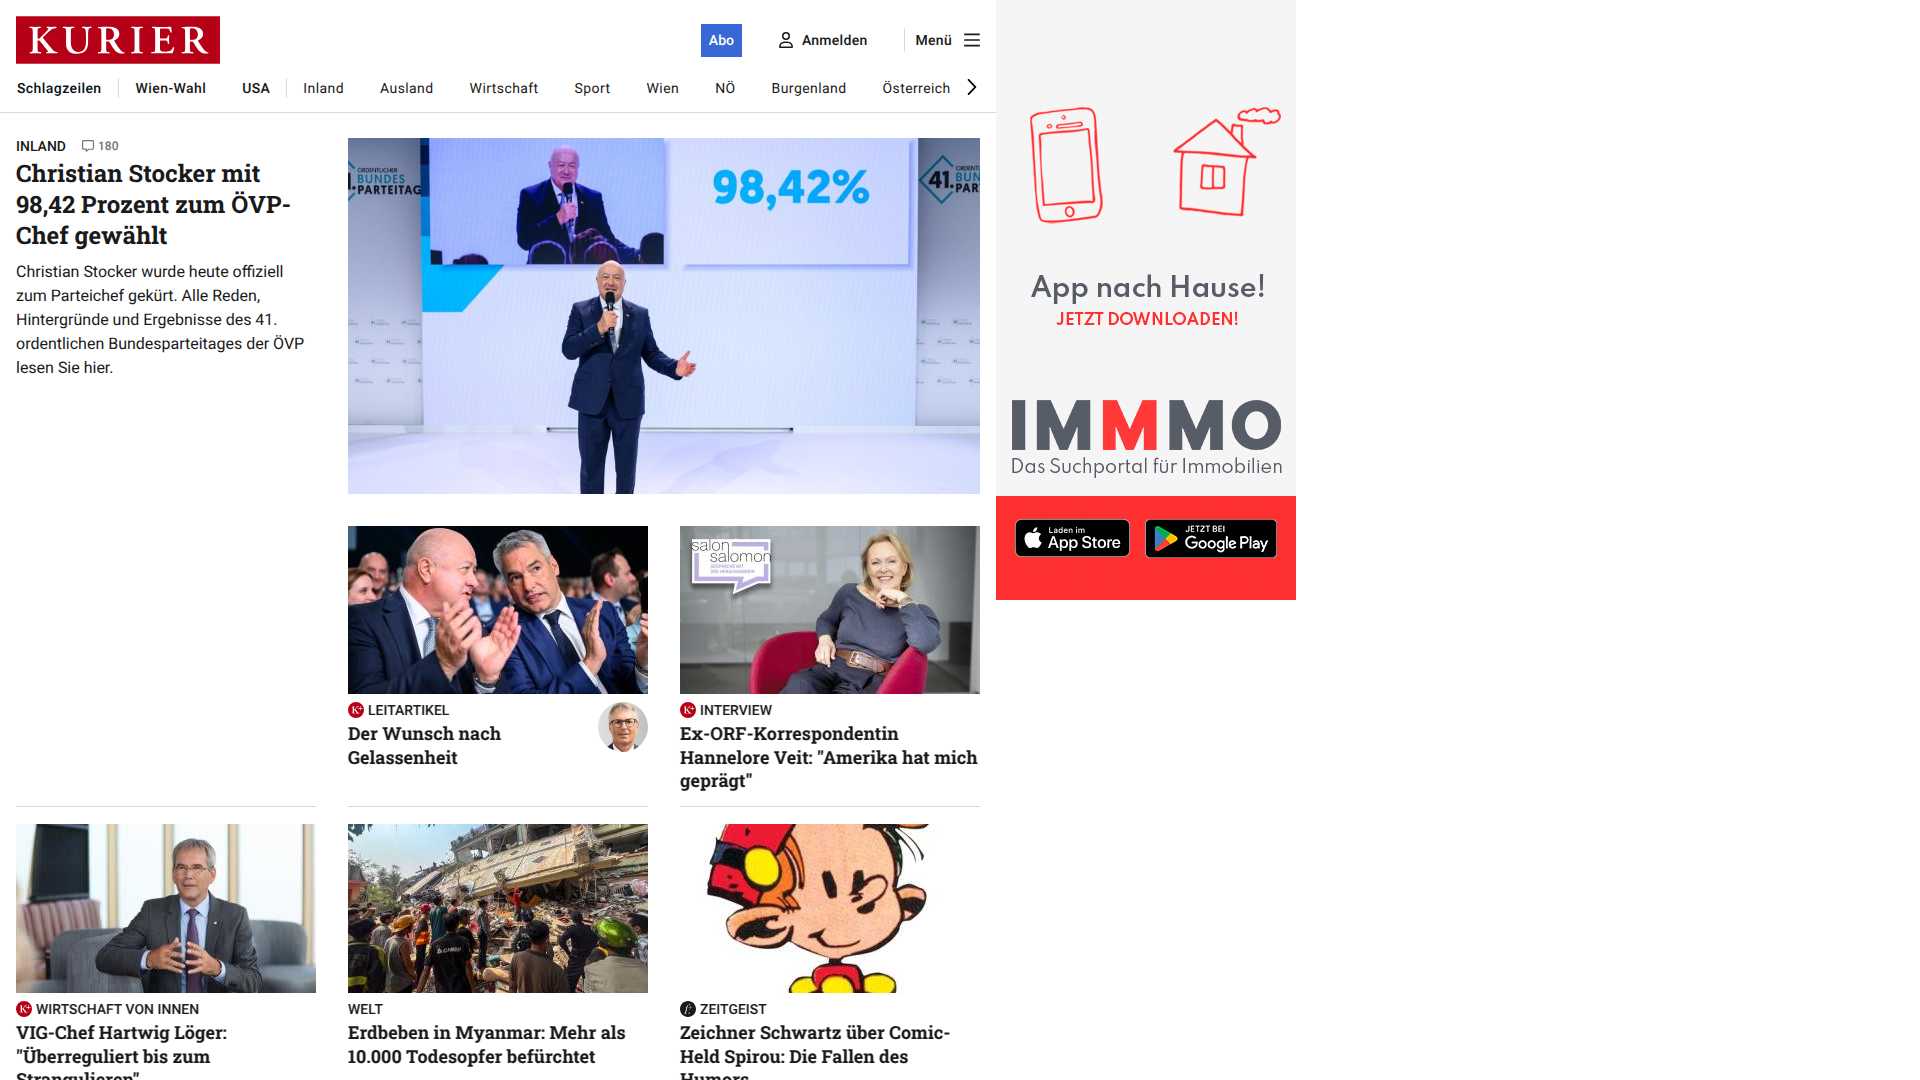 KURIER
Abo
Anmelden
Menü
Schlagzeilen
Wien-Wahl
USA
Inland
Ausland
Wirtschaft
Sport
Wien
NÖ
Burgenland
Österreich
INLAND 180
Christian Stocker mit
98,42 Prozent zum ÖVP-
Chef gewählt
Christian Stocker wurde heute offiziell
zum Parteichef gekürt. Alle Reden,
Hintergründe und Ergebnisse des 41.
ordentlichen Bundesparteitages der ÖVP
lesen Sie hier.
ORDENTLICHER
BUNDES
PARTEITAG
98,42%
41.
salon
salomon
K+ LEITARTIKEL
Der Wunsch nach
Gelassenheit
K+ INTERVIEW
Ex-ORF-Korrespondentin
Hannelore Veit: "Amerika hat mich
geprägt"
K+ WIRTSCHAFT VON INNEN
VIG-Chef Hartwig Löger:
"Überreguliert bis zum
Strangulieren"
WELT
Erdbeben in Myanmar: Mehr als
10.000 Todesopfer befürchtet
ZEITGEIST
Zeichner Schwartz über Comic-
Held Spirou: Die Fallen des
Humors
App nach Hause!
JETZT DOWNLOADEN!
IMMMO
Das Suchportal für Immobilien
Laden im
App Store
JETZT BEI
Google Play